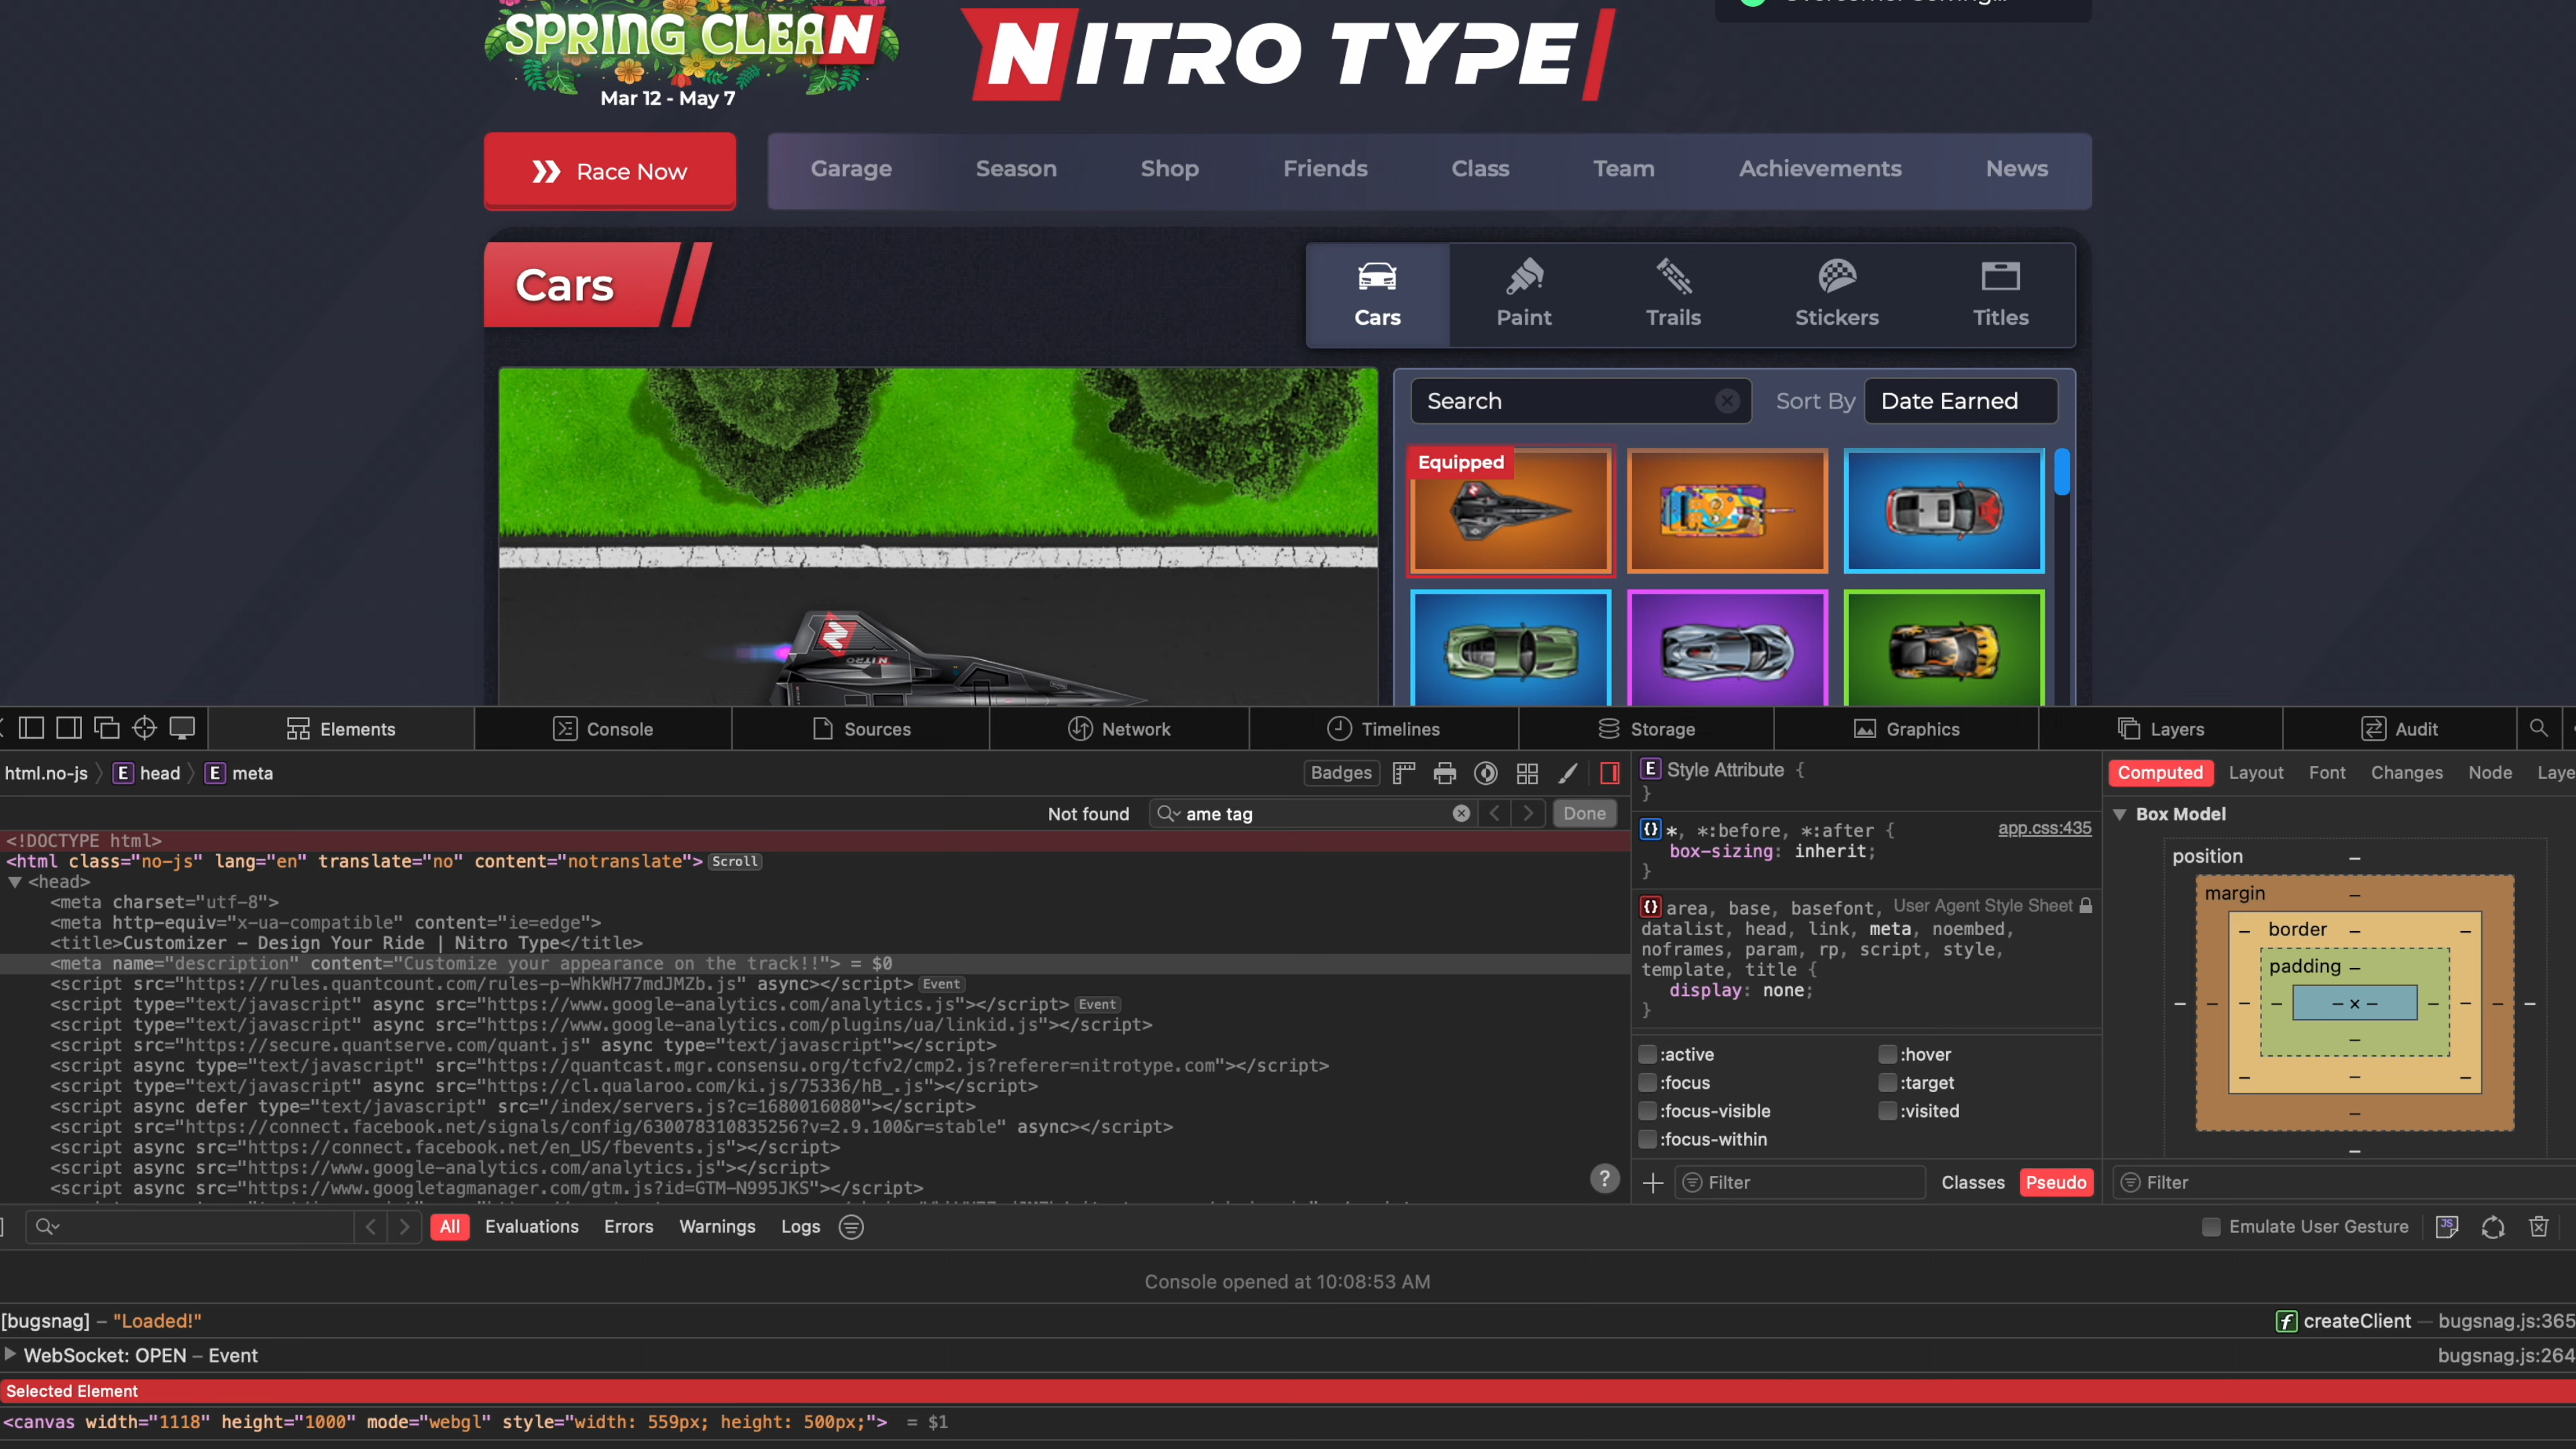 SPRING CLEAN
Mar 12 - May 7
NITRO TYPE
Race Now
Garage
Season
Shop
Friends
Class
Team
Achievements
News
Cars
Cars
Paint
Trails
Stickers
Titles
Search
Sort By
Date Earned
Equipped
NITRO
Elements
Console
Sources
Network
Timelines
Storage
Graphics
Layers
Audit
html.no-js
E head
E meta
Badges
Not found
ame tag
Done
<!DOCTYPE html>
<html class="no-js" lang="en" translate="no" content="notranslate"> Scroll
<head>
<meta charset="utf-8">
<meta http-equiv="x-ua-compatible" content="ie=edge">
<title>Customizer – Design Your Ride | Nitro Type</title>
<meta name="description" content="Customize your appearance on the track!!"> = $0
<script src="https://rules.quantcount.com/rules-p-WhkWH77mdJMZb.js" async></script> Event
<script type="text/javascript" async src="https://www.google-analytics.com/analytics.js"></script> Event
<script type="text/javascript" async src="https://www.google-analytics.com/plugins/ua/linkid.js"></script>
<script src="https://secure.quantserve.com/quant.js" async type="text/javascript"></script>
<script async type="text/javascript" src="https://quantcast.mgr.consensu.org/tcfv2/cmp2.js?referer=nitrotype.com"></script>
<script type="text/javascript" async src="https://cl.qualaroo.com/ki.js/75336/hB_.js"></script>
<script async defer type="text/javascript" src="/index/servers.js?c=1680016080"></script>
<script src="https://connect.facebook.net/signals/config/630078310835256?v=2.9.100&r=stable" async></script>
<script async src="https://connect.facebook.net/en_US/fbevents.js"></script>
<script async src="https://www.google-analytics.com/analytics.js"></script>
<script async src="https://www.googletagmanager.com/gtm.js?id=GTM-N995JKS"></script>
?
E Style Attribute {
}
*, *:before, *:after {
app.css:435
box-sizing: inherit;
}
area, base, basefont,
User Agent Style Sheet
datalist, head, link, meta, noembed,
noframes, param, rp, script, style,
template, title {
display: none;
}
:active
:hover
:focus
:target
:focus-visible
:visited
:focus-within
Filter
Classes
Pseudo
Computed
Layout
Font
Changes
Node
Laye
Box Model
position –
margin –
– border – –
padding –
– – – – – × – – – – –
–
– – –
–
–
Filter
All
Evaluations
Errors
Warnings
Logs
Emulate User Gesture
JS
Console opened at 10:08:53 AM
[bugsnag] – "Loaded!"
f createClient — bugsnag.js:365
WebSocket: OPEN – Event
bugsnag.js:264
Selected Element
<canvas width="1118" height="1000" mode="webgl" style="width: 559px; height: 500px;"> = $1